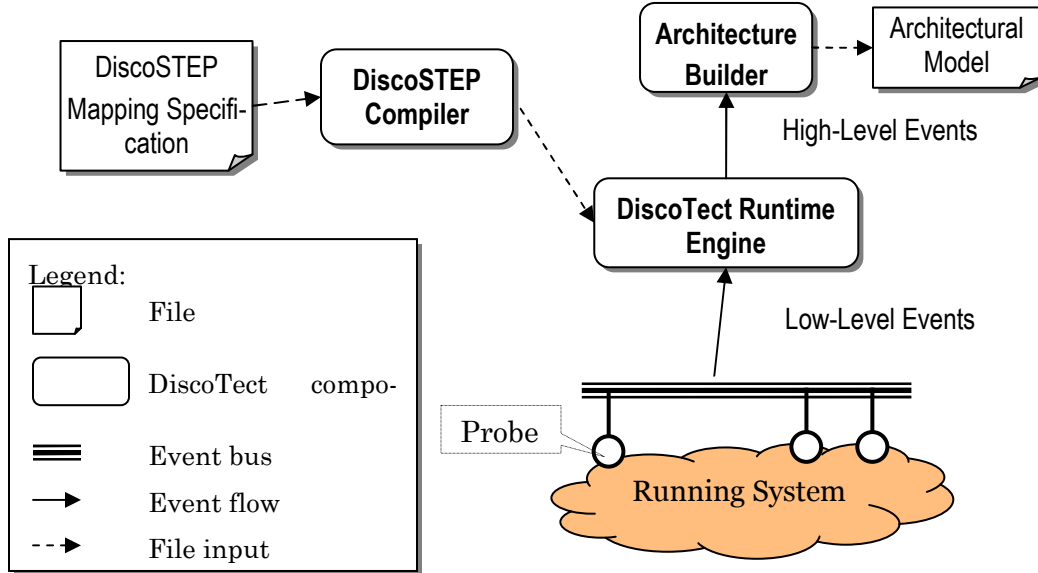 DiscoSTEP
Mapping Specifi-
cation
DiscoSTEP
Compiler
Architecture
Builder
Architectural
Model
High-Level Events
DiscoTect Runtime
Engine
Low-Level Events
Legend:
File
DiscoTect compo-
Event bus
Event flow
File input
Probe
Running System